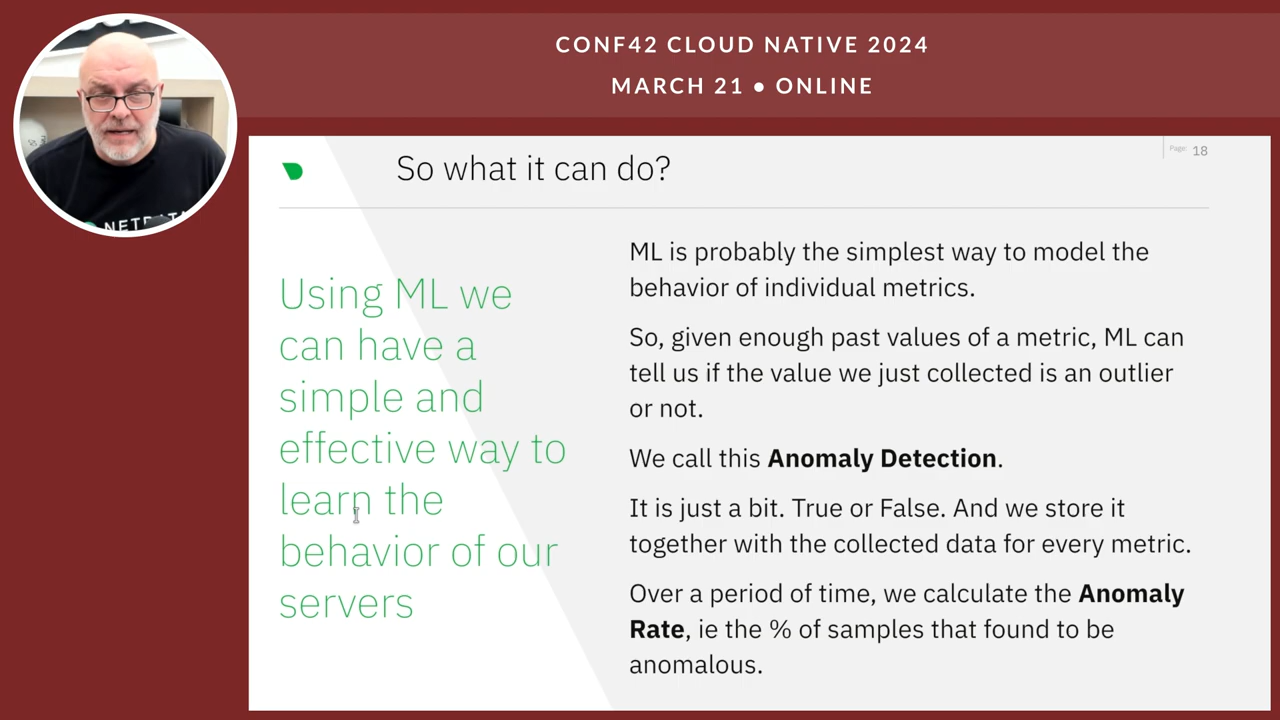 CONF42 CLOUD NATIVE 2024
MARCH 21 • ONLINE
So what it can do?
Page: 18
Using ML we
can have a
simple and
effective way to
learn the
behavior of our
servers
ML is probably the simplest way to model the
behavior of individual metrics.
So, given enough past values of a metric, ML can
tell us if the value we just collected is an outlier
or not.
We call this Anomaly Detection.
It is just a bit. True or False. And we store it
together with the collected data for every metric.
Over a period of time, we calculate the Anomaly
Rate, ie the % of samples that found to be
anomalous.